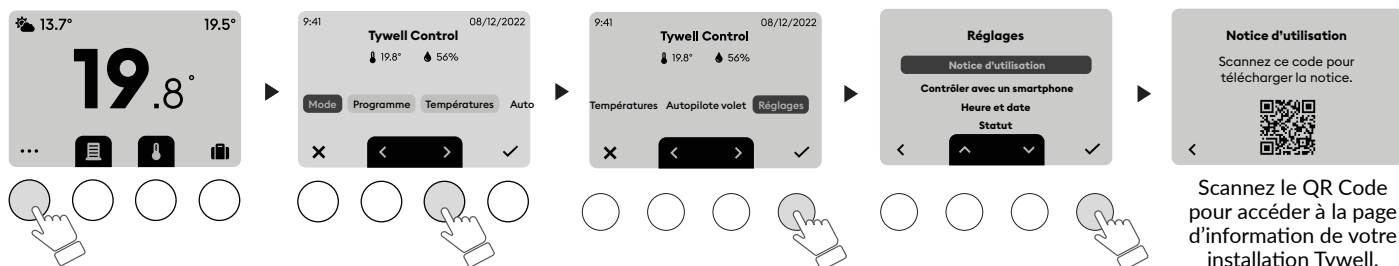 13.7° 19.5°
19.8°
...
9:41 08/12/2022
Tywell Control
19.8° 56%
Mode Programme Températures Auto
9:41 08/12/2022
Tywell Control
19.8° 56%
Températures Autopilote volet Réglages
Réglages
Notice d'utilisation
Contrôler avec un smartphone
Heure et date
Statut
Notice d'utilisation
Scannez ce code pour
télécharger la notice.
Scannez le QR Code
pour accéder à la page
d'information de votre
installation Tywell.